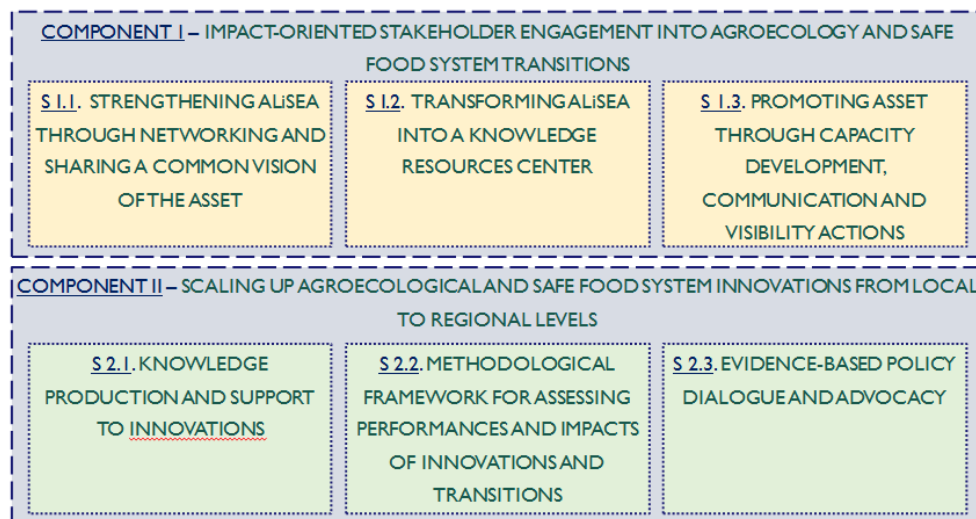 COMPONENT I – IMPACT-ORIENTED STAKEHOLDER ENGAGEMENT INTO AGROECOLOGY AND SAFE
FOOD SYSTEM TRANSITIONS
S I.1. STRENGTHENING ALiSEA
THROUGH NETWORKING AND
SHARING A COMMON VISION
OF THE ASSET
S I.2. TRANSFORMING ALiSEA
INTO A KNOWLEDGE
RESOURCES CENTER
S 1.3. PROMOTING ASSET
THROUGH CAPACITY
DEVELOPMENT,
COMMUNICATION AND
VISIBILITY ACTIONS
COMPONENT II – SCALING UP AGROECOLOGICAL AND SAFE FOOD SYSTEM INNOVATIONS FROM LOCAL
TO REGIONAL LEVELS
S 2.1. KNOWLEDGE
PRODUCTION AND SUPPORT
TO INNOVATIONS
S 2.2. METHODOLOGICAL
FRAMEWORK FOR ASSESSING
PERFORMANCES AND IMPACTS
OF INNOVATIONS AND
TRANSITIONS
S 2.3. EVIDENCE-BASED POLICY
DIALOGUE AND ADVOCACY